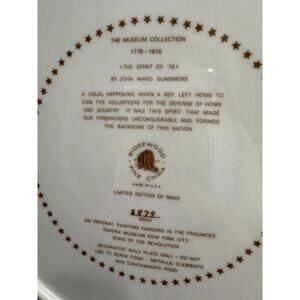 THE MUSEUM COLLECTION
1776-1976
"THE SPIRIT OF '76"
BY JOHN WARD DUNSMORE
A USUAL HAPPENING WHEN A BOY LEFT HOME TO
JOIN THE VOLUNTEERS FOR THE DEFENSE OF HOME
AND COUNTRY. IT WAS THIS SPIRIT THAT MADE
OUR FOREFATHERS UNCONQUERABLE, AND FORMED
THE BACKBONE OF THIS NATION.
RIDGEWOOD
FINE CHINA
MADE IN U.S.A.
LIMITED EDITION OF 9900
9900
AN ORIGINAL PAINTING HANGING IN THE FRAUNCES
TAVERN MUSEUM NEW YORK CITY
SONS OF THE REVOLUTION
DECORATIVE WALL PLATE ONLY - DO NOT
USE TO SERVE FOOD - METALLIC ELEMENTS
MAY CONTAMINATE FOOD